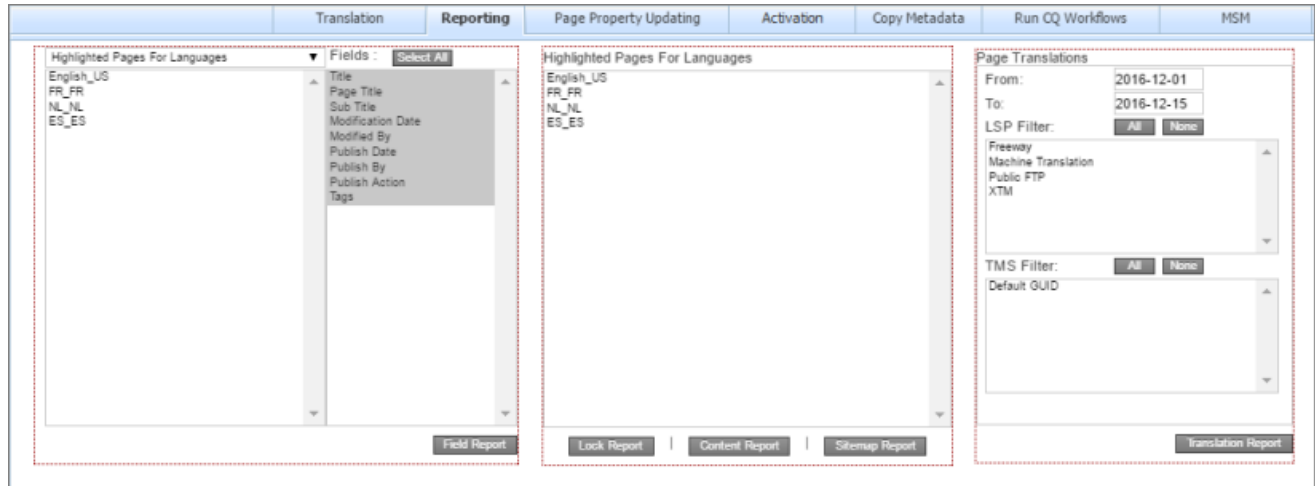 Translation Reporting Page Property Updating Activation Copy Metadata Run CQ Workflows MSM
Highlighted Pages For Languages ▼
English_US
FR_FR
NL_NL
ES_ES
Fields : Select All
Title
Page Title
Sub Title
Modification Date
Modified By
Publish Date
Publish By
Publish Action
Tags
Field Report
Highlighted Pages For Languages
English_US
FR_FR
NL_NL
ES_ES
Lock Report | Content Report | Sitemap Report
Page Translations
From: 2016-12-01
To: 2016-12-15
LSP Filter: All None
Freeway
Machine Translation
Public FTP
XTM
TMS Filter: All None
Default GUID
Translation Report